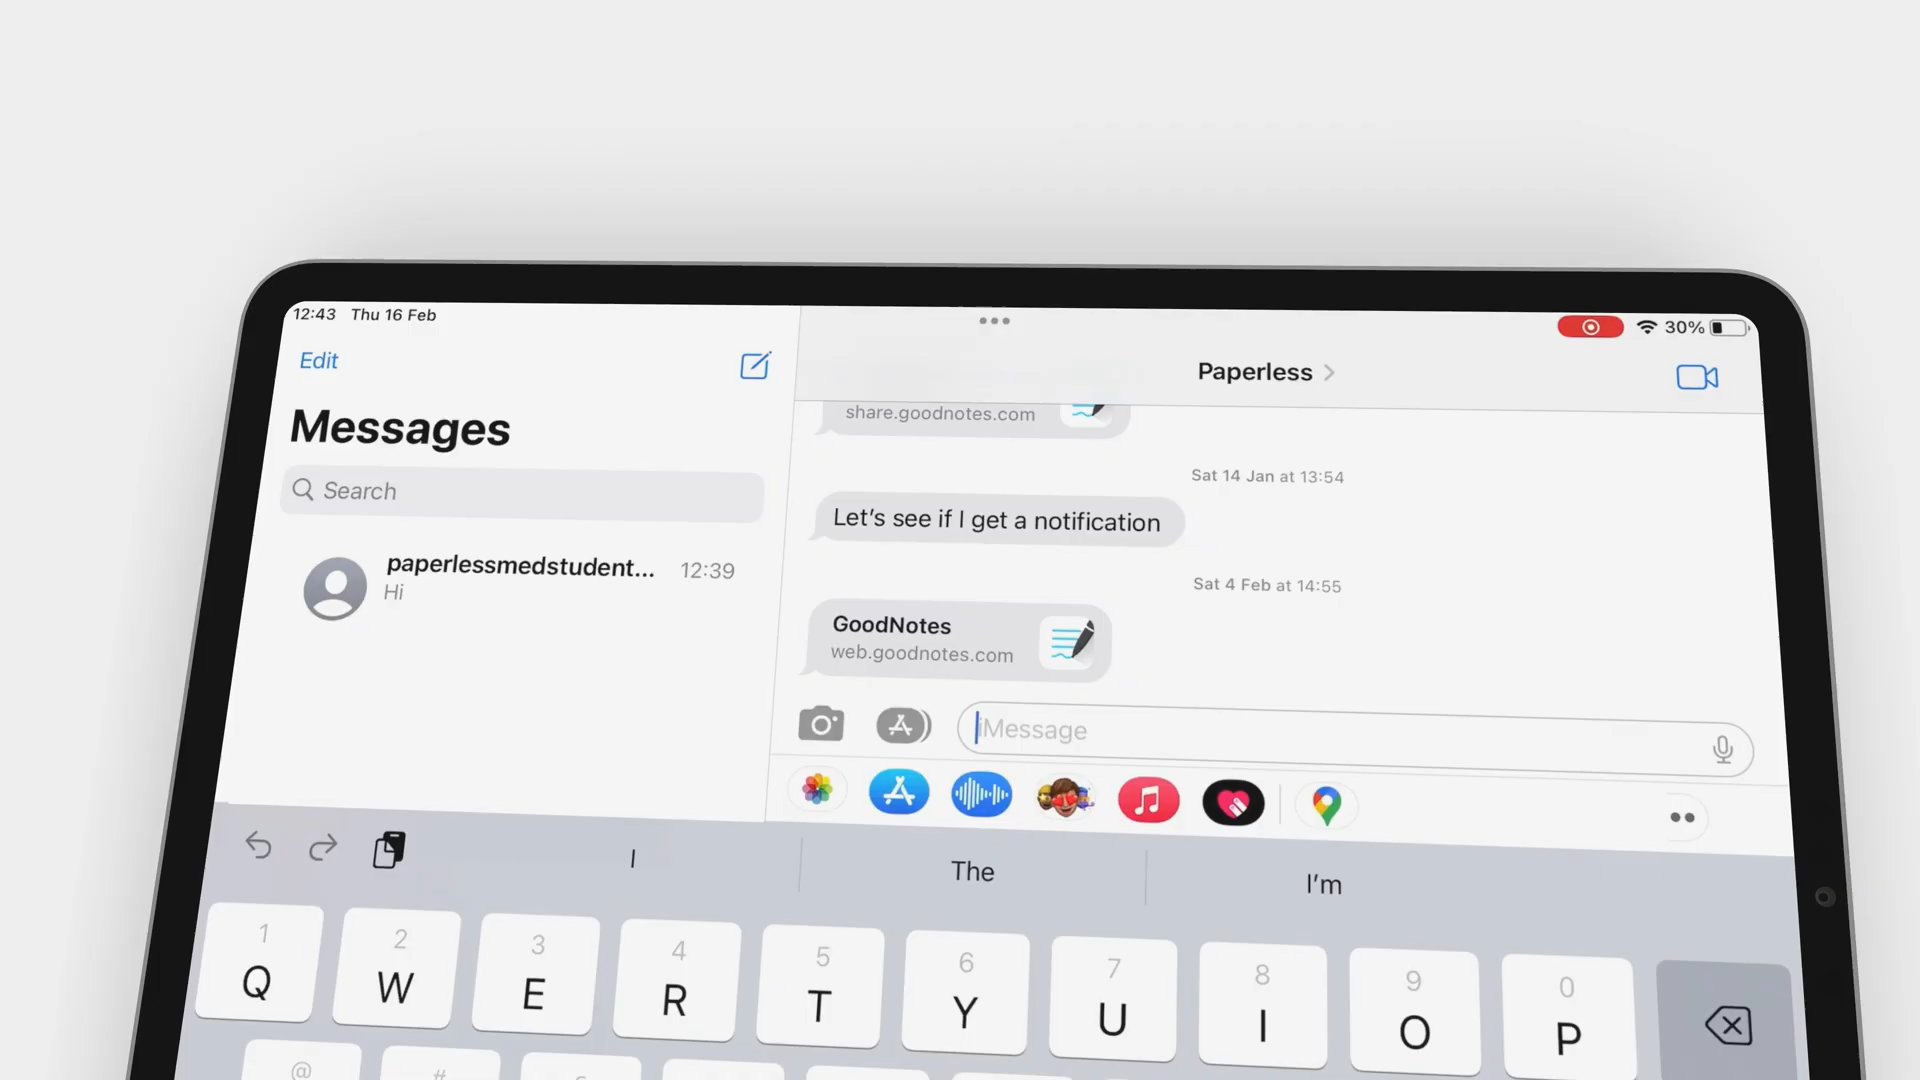 12:43 Thu 16 Feb
30%
Edit
Paperless
Messages
share.goodnotes.com
Search
Sat 14 Jan at 13:54
Let's see if I get a notification
paperlessmedstudent... 12:39
Hi
Sat 4 Feb at 14:55
GoodNotes
web.goodnotes.com
iMessage
I The I'm
1 2 3 4 5 6 7 8 9 0
Q W E R T Y U I O P
@ #